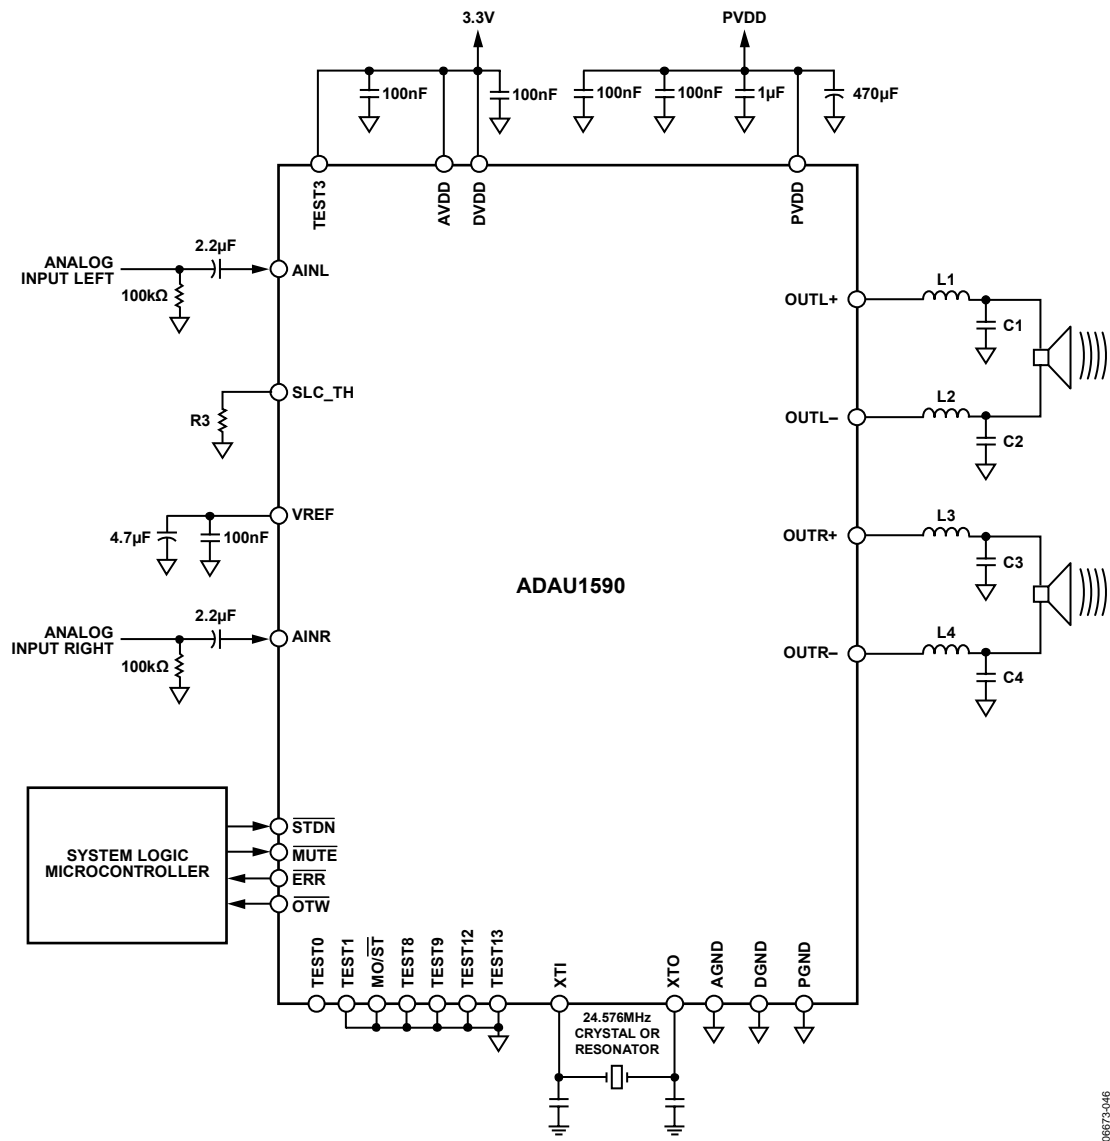 3.3V
PVDD
100nF
100nF
100nF
100nF
1µF
470µF
TEST3
AVDD
DVDD
PVDD
2.2µF
ANALOG
INPUT LEFT
100kΩ
AINL
SLC_TH
R3
VREF
4.7µF
100nF
ADAU1590
2.2µF
ANALOG
INPUT RIGHT
100kΩ
AINR
OUTL+
L1
C1
OUTL–
L2
C2
OUTR+
L3
C3
OUTR–
L4
C4
SYSTEM LOGIC
MICROCONTROLLER
STDN
MUTE
ERR
OTW
TEST0
TEST1
MO/ST
TEST8
TEST9
TEST12
TEST13
XTI
XTO
AGND
DGND
PGND
24.576MHz
CRYSTAL OR
RESONATOR
06673-046